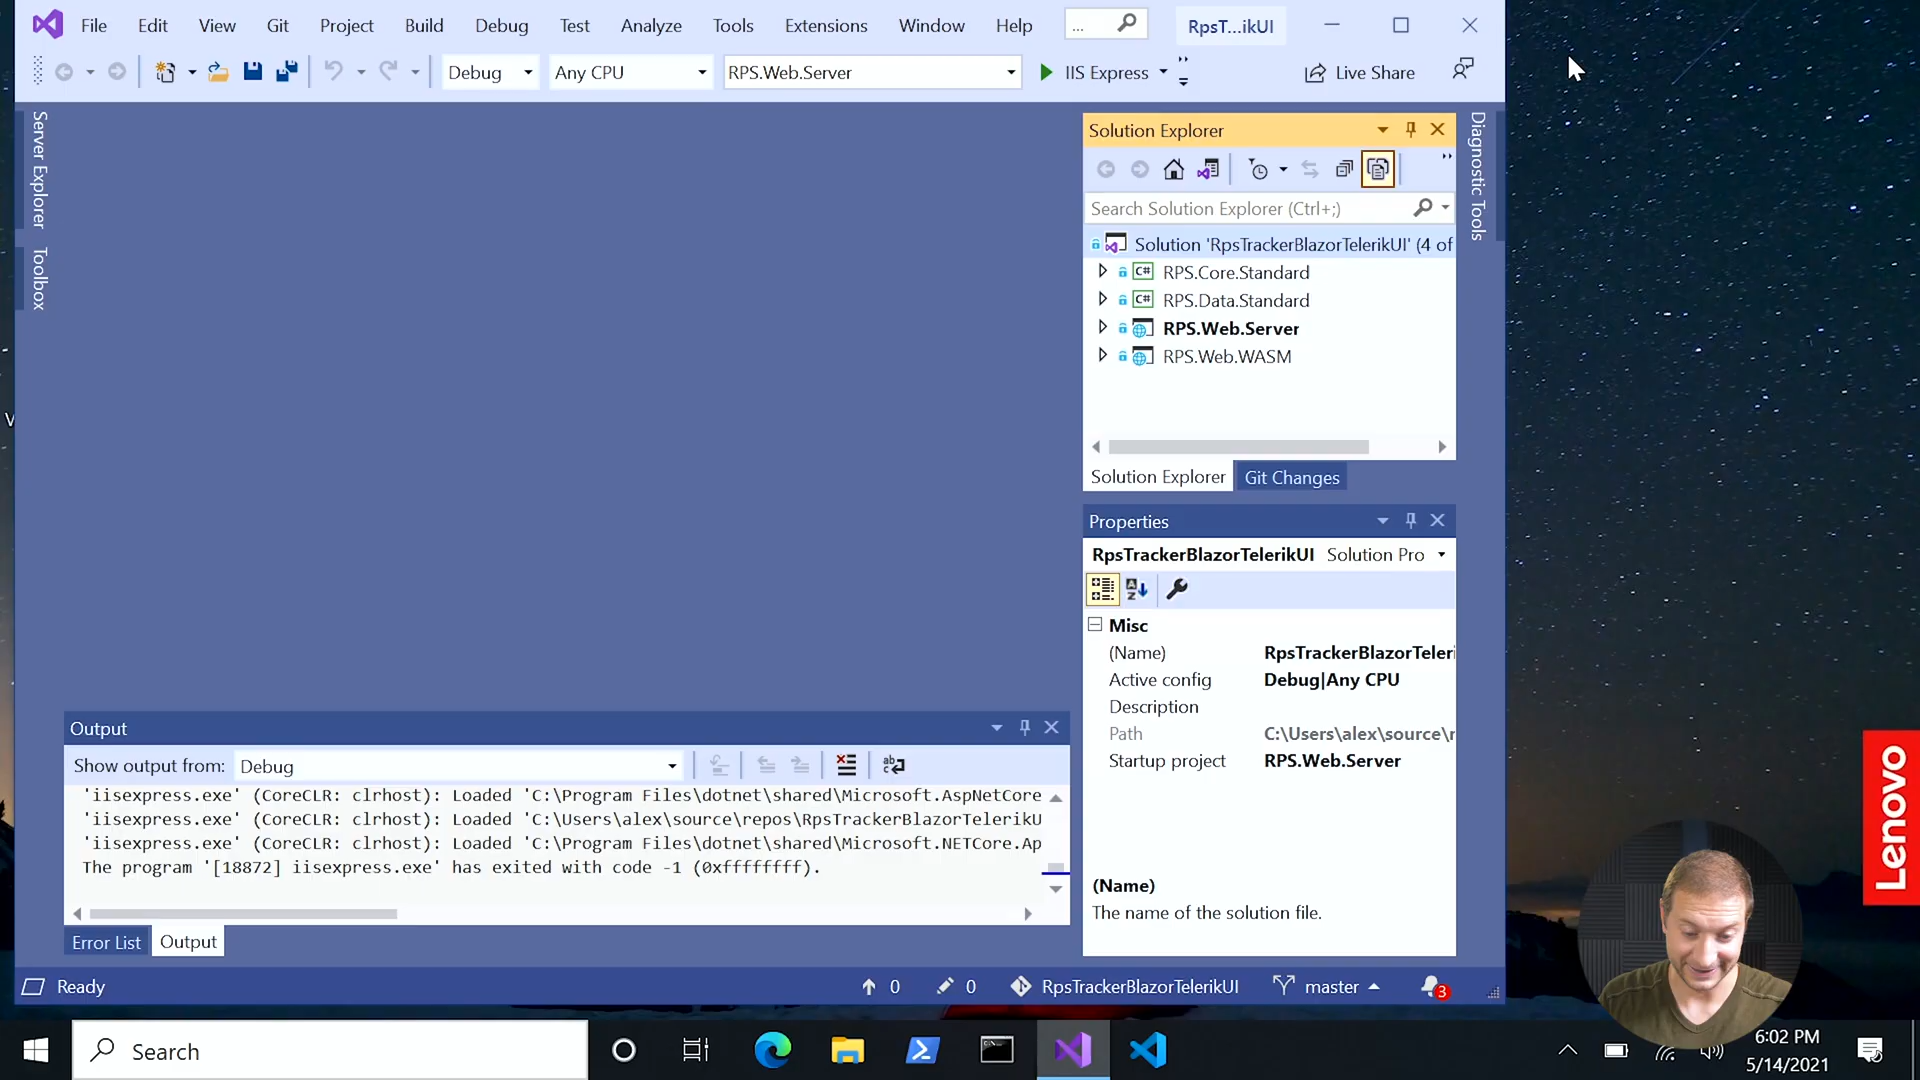 File Edit View Git Project Build Debug Test Analyze Tools Extensions Window Help ... RpsT...ikUI
Debug Any CPU RPS.Web.Server IIS Express Live Share
Server Explorer
Toolbox
Diagnostic Tools
Solution Explorer
Search Solution Explorer (Ctrl+;)
Solution 'RpsTrackerBlazorTelerikUI' (4 of
C# RPS.Core.Standard
C# RPS.Data.Standard
RPS.Web.Server
RPS.Web.WASM
Solution Explorer Git Changes
Properties
RpsTrackerBlazorTelerikUI Solution Pro
Misc
(Name) RpsTrackerBlazorTeleri
Active config Debug|Any CPU
Description
Path C:\Users\alex\source\r
Startup project RPS.Web.Server
(Name)
The name of the solution file.
Output
Show output from: Debug
'iisexpress.exe' (CoreCLR: clrhost): Loaded 'C:\Program Files\dotnet\shared\Microsoft.AspNetCore
'iisexpress.exe' (CoreCLR: clrhost): Loaded 'C:\Users\alex\source\repos\RpsTrackerBlazorTelerikU
'iisexpress.exe' (CoreCLR: clrhost): Loaded 'C:\Program Files\dotnet\shared\Microsoft.NETCore.Ap
The program '[18872] iisexpress.exe' has exited with code -1 (0xffffffff).
Error List Output
Ready 0 0 RpsTrackerBlazorTelerikUI master 3
Lenovo
Search
6:02 PM
5/14/2021